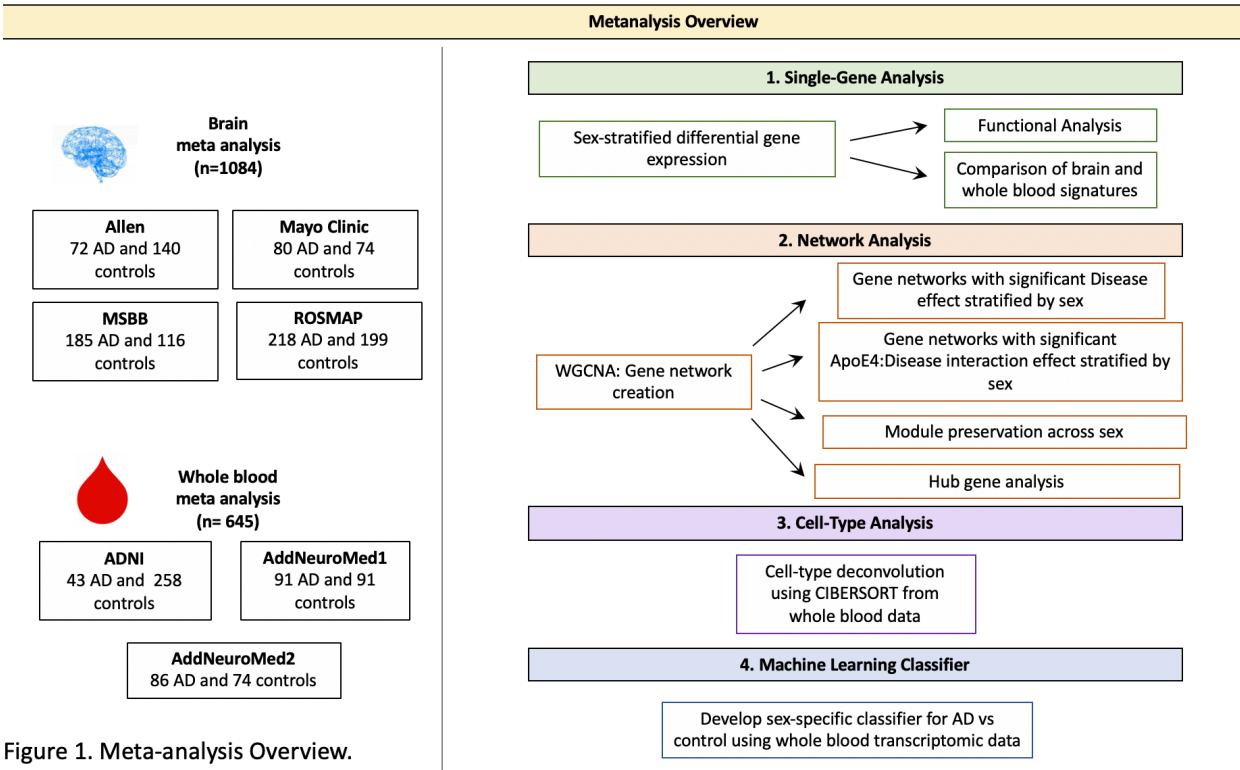 Metanalysis Overview
Brain
meta analysis
(n=1084)
Allen
72 AD and 140
controls
Mayo Clinic
80 AD and 74
controls
MSBB
185 AD and 116
controls
ROSMAP
218 AD and 199
controls
Whole blood
meta analysis
(n= 645)
ADNI
43 AD and 258
controls
AddNeuroMed1
91 AD and 91
controls
AddNeuroMed2
86 AD and 74 controls
Figure 1. Meta-analysis Overview.
1. Single-Gene Analysis
Sex-stratified differential gene
expression
Functional Analysis
Comparison of brain and
whole blood signatures
2. Network Analysis
WGCNA: Gene network
creation
Gene networks with significant Disease
effect stratified by sex
Gene networks with significant
ApoE4:Disease interaction effect stratified by
sex
Module preservation across sex
Hub gene analysis
3. Cell-Type Analysis
Cell-type deconvolution
using CIBERSORT from
whole blood data
4. Machine Learning Classifier
Develop sex-specific classifier for AD vs
control using whole blood transcriptomic data